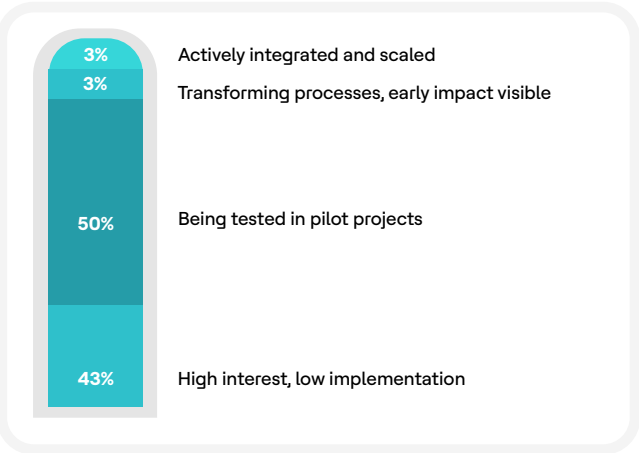 3% Actively integrated and scaled
3% Transforming processes, early impact visible
50% Being tested in pilot projects
43% High interest, low implementation